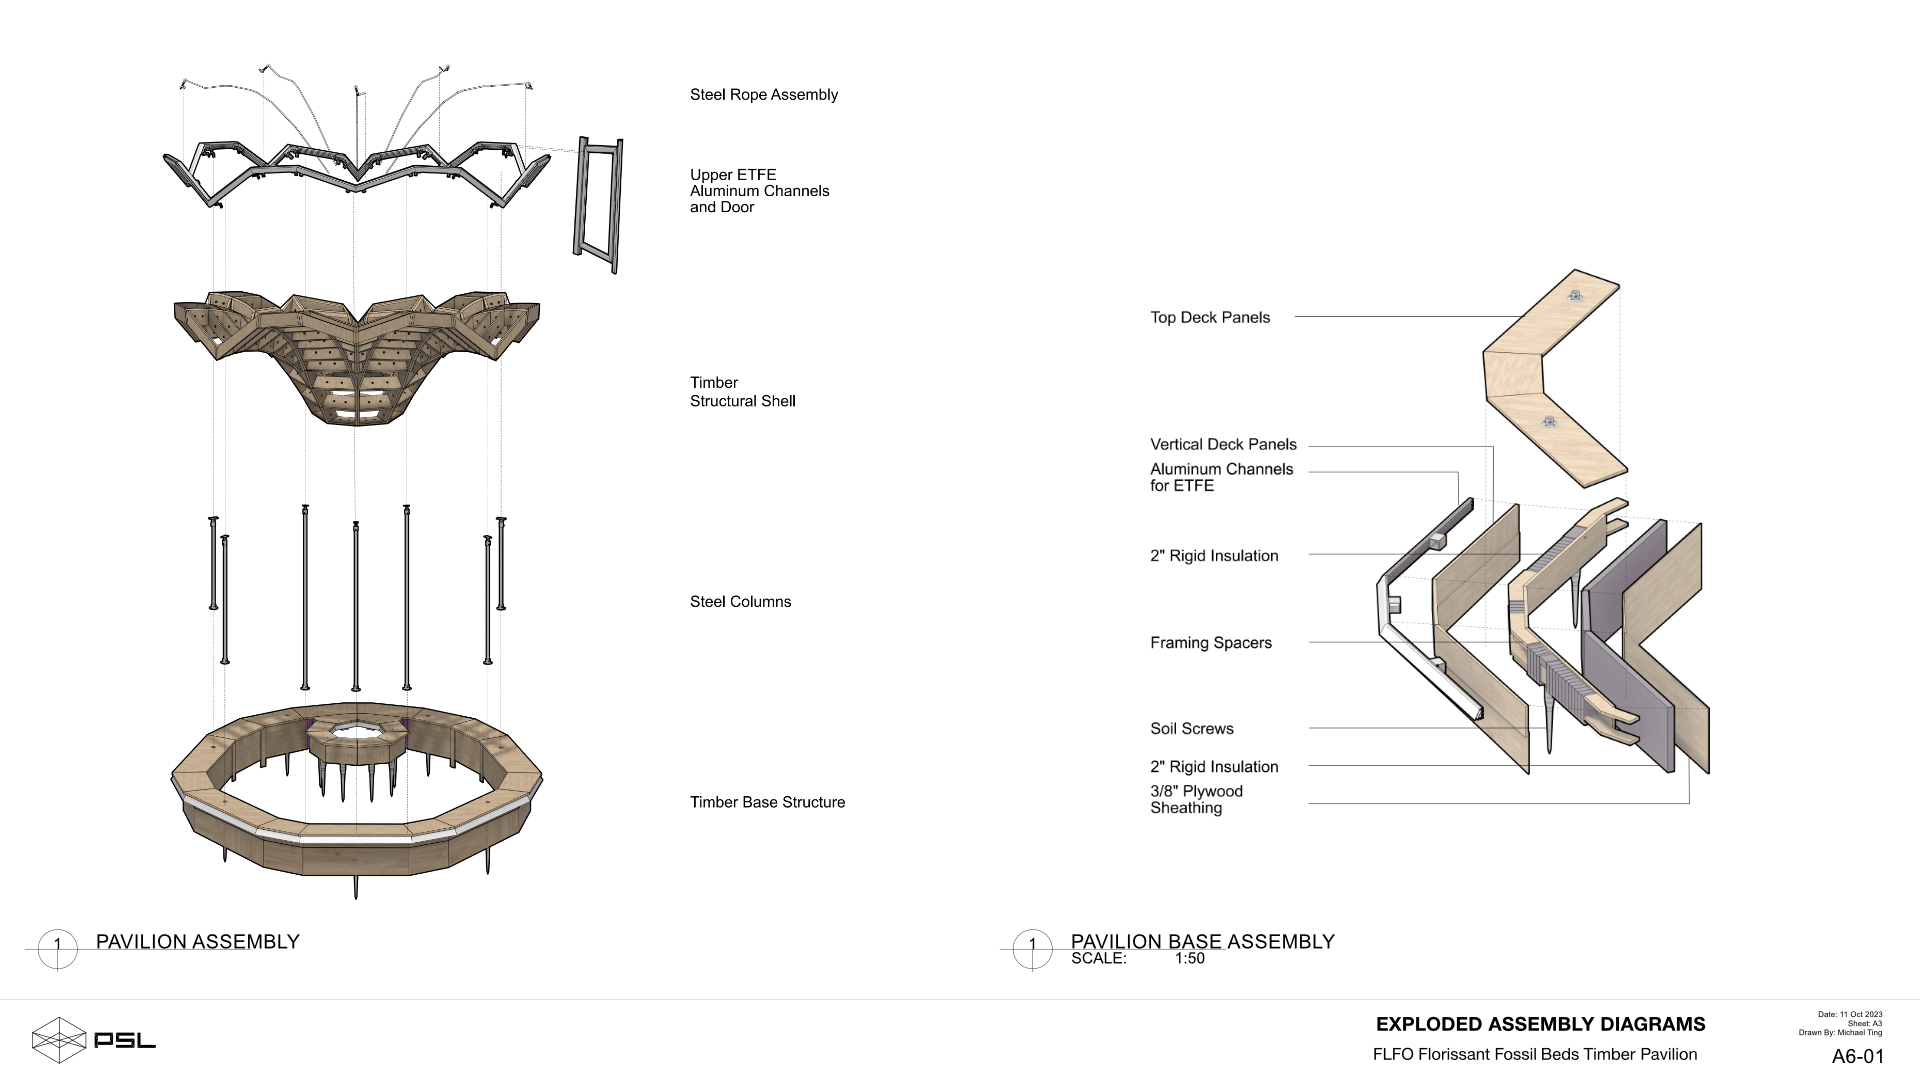 Steel Rope Assembly
Upper ETFE
Aluminum Channels
and Door
Timber
Structural Shell
Steel Columns
Timber Base Structure
1
PAVILION ASSEMBLY
Top Deck Panels
Vertical Deck Panels
Aluminum Channels
for ETFE
2" Rigid Insulation
Framing Spacers
Soil Screws
2" Rigid Insulation
3/8" Plywood
Sheathing
1
PAVILION BASE ASSEMBLY
SCALE: 1:50
PSL
EXPLODED ASSEMBLY DIAGRAMS
FLFO Florissant Fossil Beds Timber Pavilion
Date: 11 Oct 2023
Sheet: A3
Drawn By: Michael Ting
A6-01